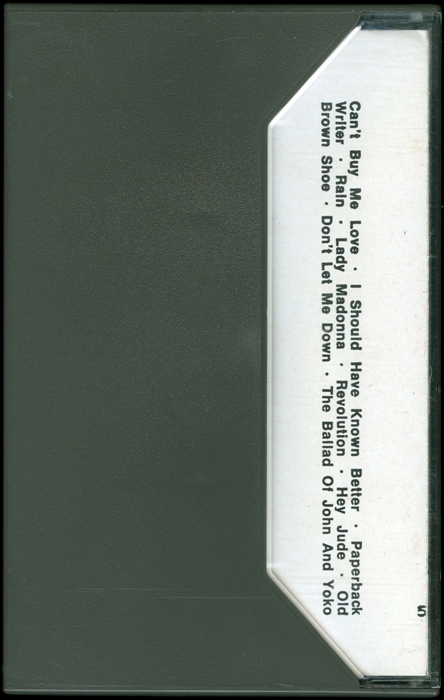 Can't Buy Me Love · I Should Have Known Better · Paperback
Writer · Rain · Lady Madonna · Revolution · Hey Jude · Old
Brown Shoe · Don't Let Me Down · The Ballad Of John And Yoko
5